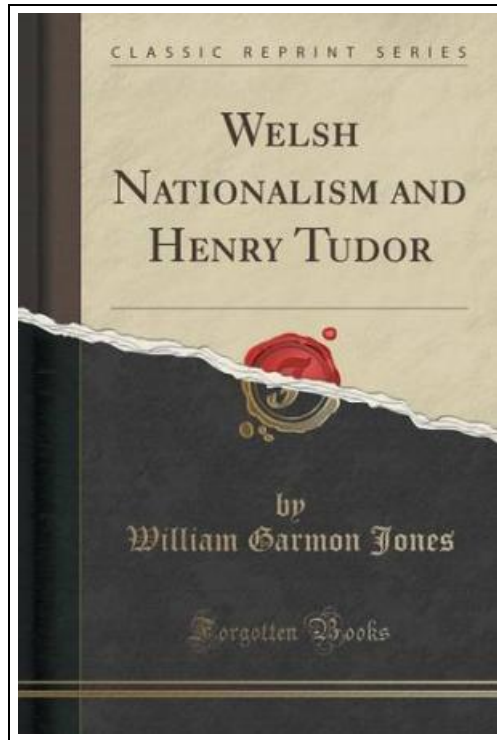 CLASSIC REPRINT SERIES
WELSH
NATIONALISM AND
HENRY TUDOR
by
William Garmon Jones
Forgotten Books